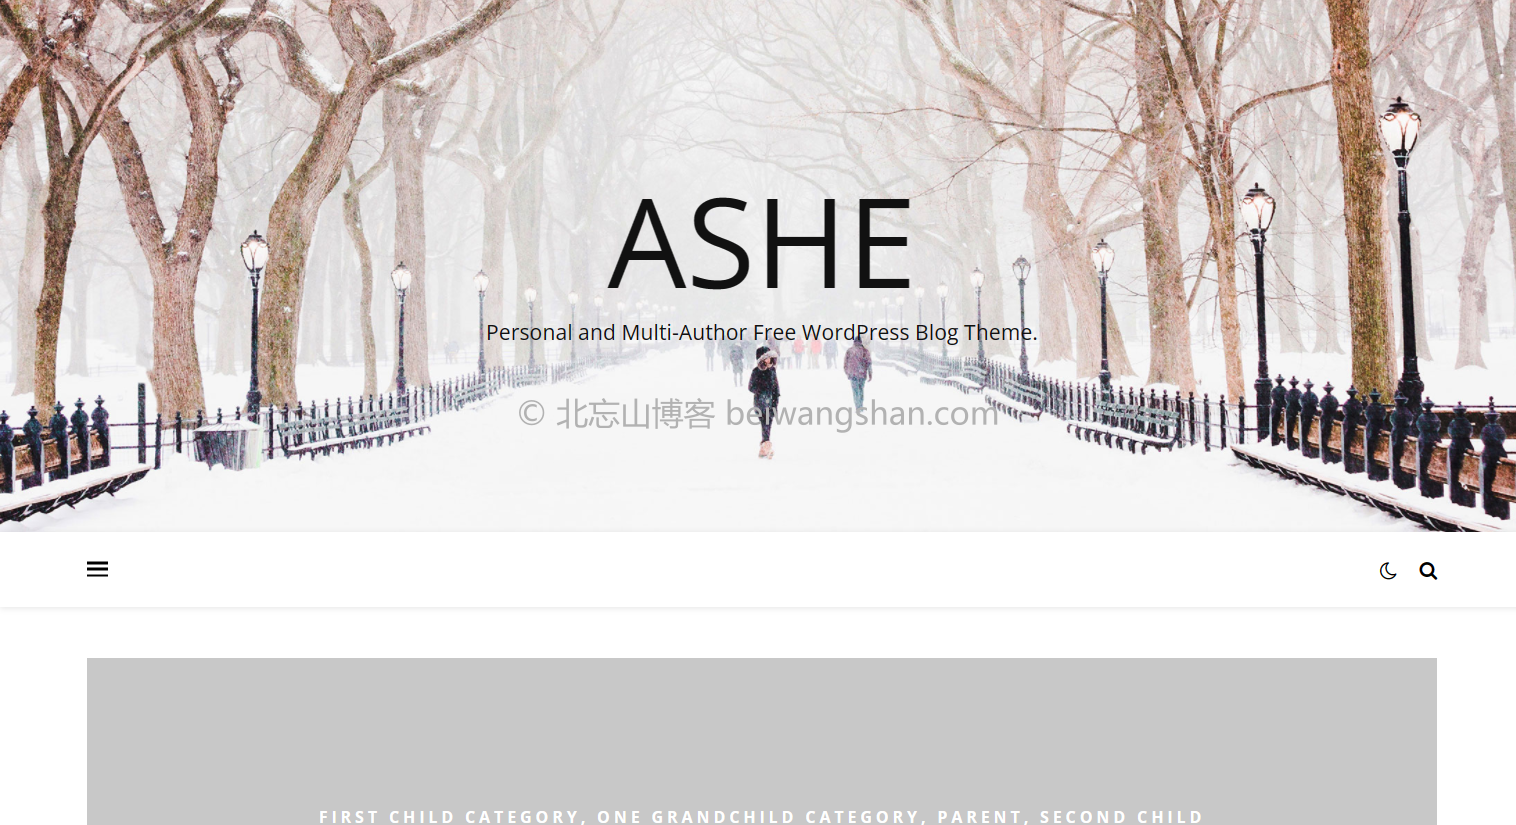 ASHE
Personal and Multi-Author Free WordPress Blog Theme.
© 北忘山博客 beiwangshan.com
FIRST CHILD CATEGORY, ONE GRANDCHILD CATEGORY, PARENT, SECOND CHILD